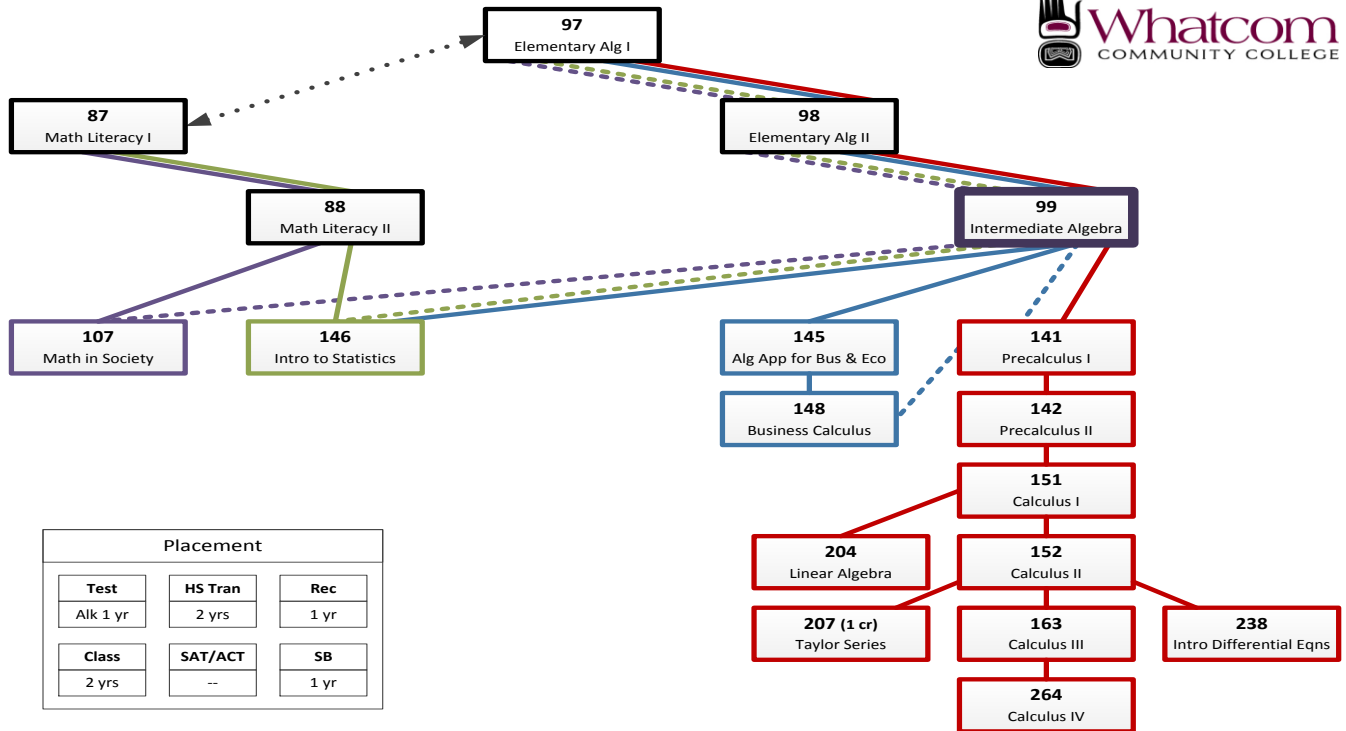 97
Elementary Alg I
Whatcom
COMMUNITY COLLEGE
87
Math Literacy I
98
Elementary Alg II
88
Math Literacy II
99
Intermediate Algebra
107
Math in Society
146
Intro to Statistics
145
Alg App for Bus & Eco
141
Precalculus I
148
Business Calculus
142
Precalculus II
151
Calculus I
204
Linear Algebra
152
Calculus II
207 (1 cr)
Taylor Series
163
Calculus III
238
Intro Differential Eqns
264
Calculus IV
Placement
Test
Alk 1 yr
HS Tran
2 yrs
Rec
1 yr
Class
2 yrs
SAT/ACT
--
SB
1 yr